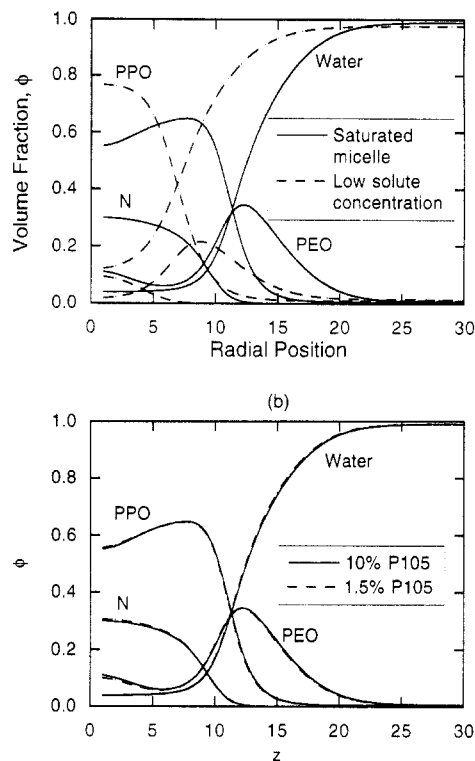 1.0
0.8
0.6
0.4
0.2
0.0
Volume Fraction, ϕ
PPO
Water
Saturated
micelle
Low solute
concentration
N
PEO
0 5 10 15 20 25 30
Radial Position
(b)
1.0
0.8
0.6
0.4
0.2
0.0
ϕ
Water
PPO
10% P105
1.5% P105
N
PEO
0 5 10 15 20 25 30
z